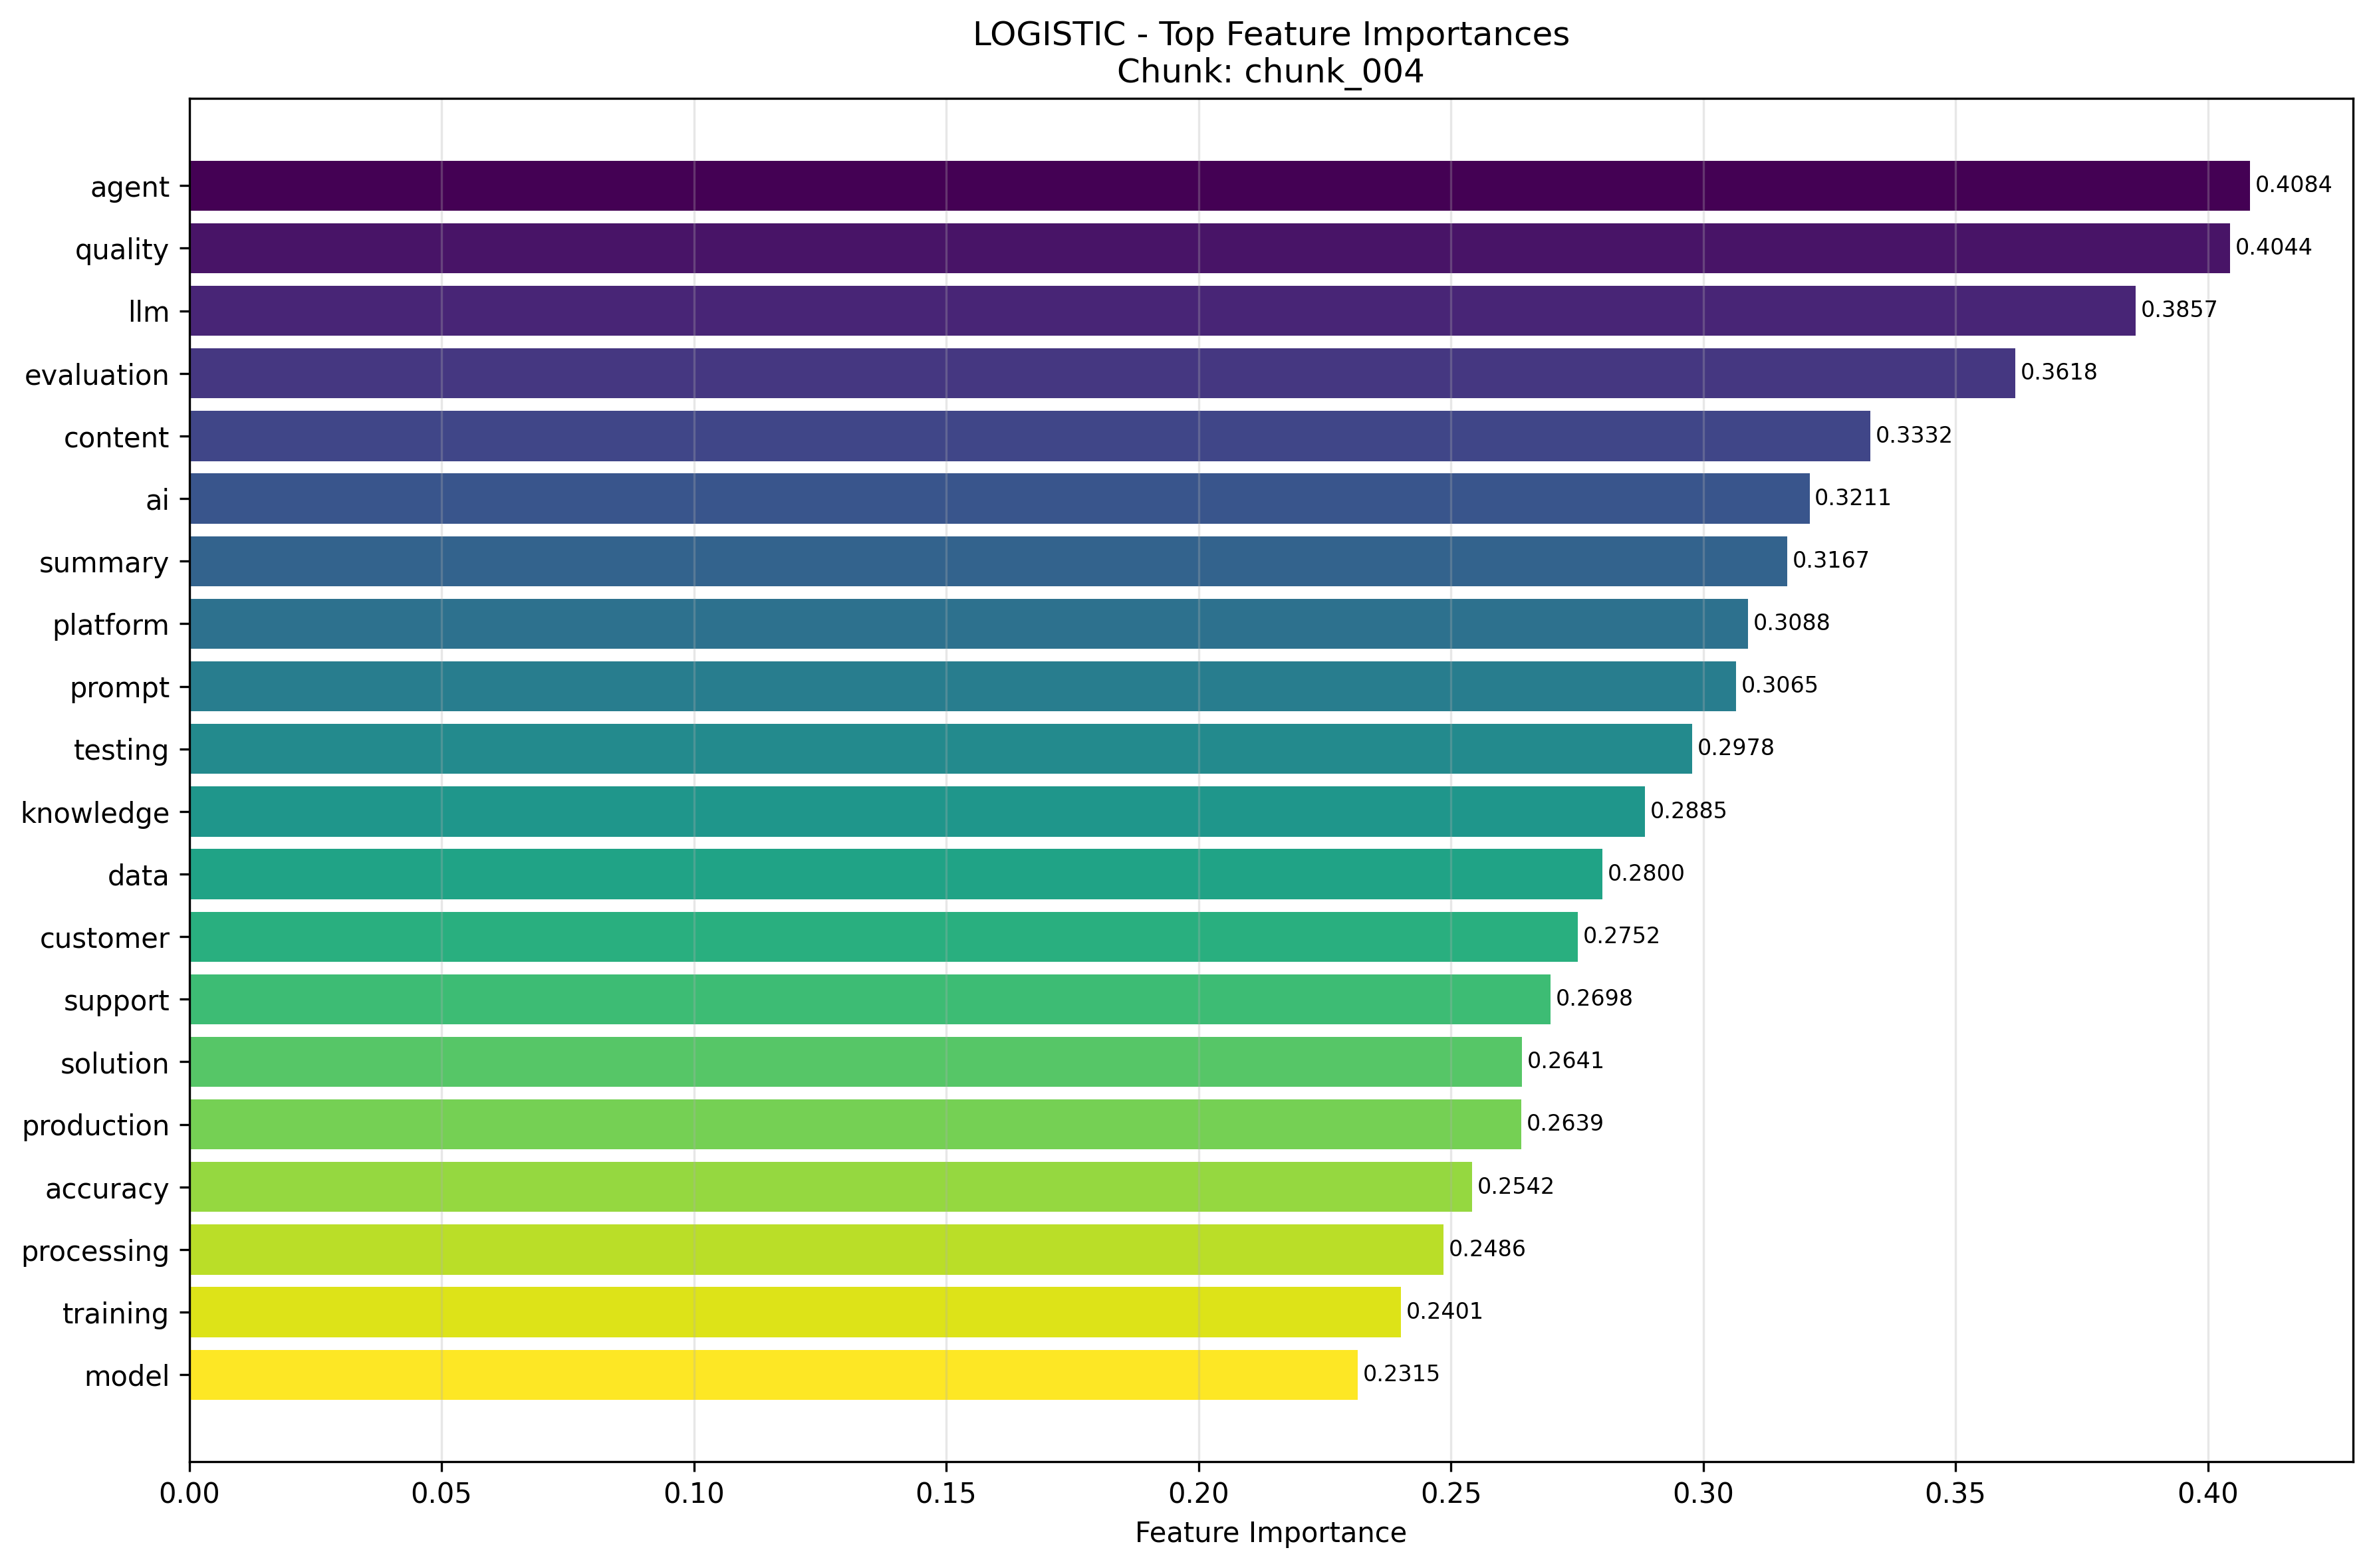 LOGISTIC - Top Feature Importances
Chunk: chunk_004
agent 0.4084
quality 0.4044
llm 0.3857
evaluation 0.3618
content 0.3332
ai 0.3211
summary 0.3167
platform 0.3088
prompt 0.3065
testing 0.2978
knowledge 0.2885
data 0.2800
customer 0.2752
support 0.2698
solution 0.2641
production 0.2639
accuracy 0.2542
processing 0.2486
training 0.2401
model 0.2315
0.00 0.05 0.10 0.15 0.20 0.25 0.30 0.35 0.40
Feature Importance